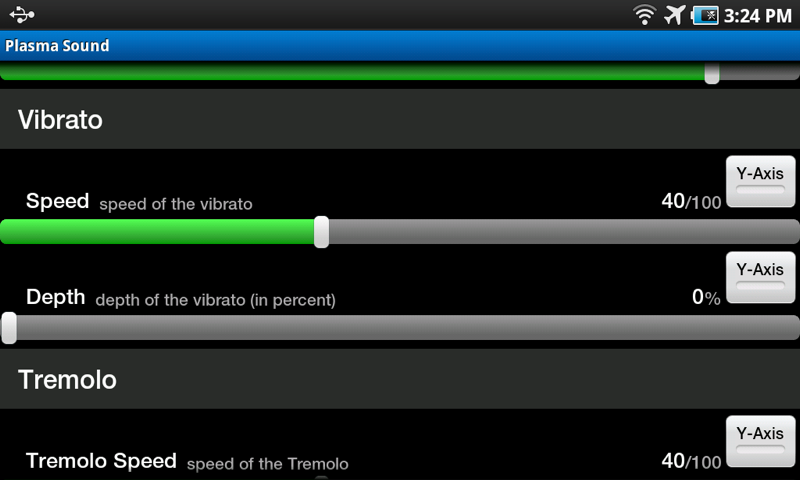 3:24 PM
Plasma Sound
Vibrato
Y-Axis
Speed speed of the vibrato 40/100
Y-Axis
Depth depth of the vibrato (in percent) 0%
Tremolo
Y-Axis
Tremolo Speed speed of the Tremolo 40/100